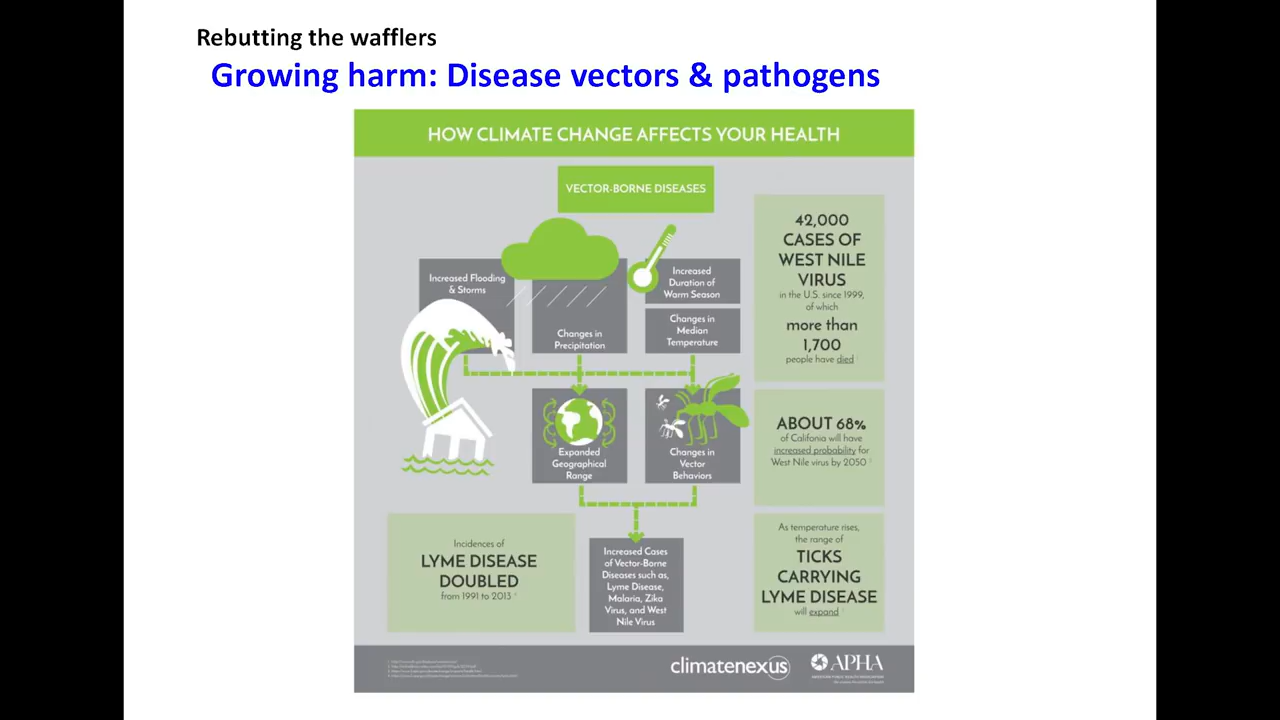 Rebutting the wafflers
Growing harm: Disease vectors & pathogens
HOW CLIMATE CHANGE AFFECTS YOUR HEALTH
VECTOR-BORNE DISEASES
Increased Flooding
& Storms
Changes in
Precipitation
Increased
Duration of
Warm Season
Changes in
Median
Temperature
Expanded
Geographical
Range
Changes in
Vector
Behaviors
Increased Cases
of Vector-Borne
Diseases such as,
Lyme Disease,
Malaria, Zika
Virus, and West
Nile Virus
Incidences of
LYME DISEASE
DOUBLED
from 1991 to 2013
42,000
CASES OF
WEST NILE
VIRUS
in the U.S. since 1999,
of which
more than
1,700
people have died
ABOUT 68%
of Califonia will have
increased probability for
West Nile virus by 2050
As temperature rises,
the range of
TICKS
CARRYING
LYME DISEASE
will expand
climatenexus
APHA
AMERICAN PUBLIC HEALTH ASSOCIATION